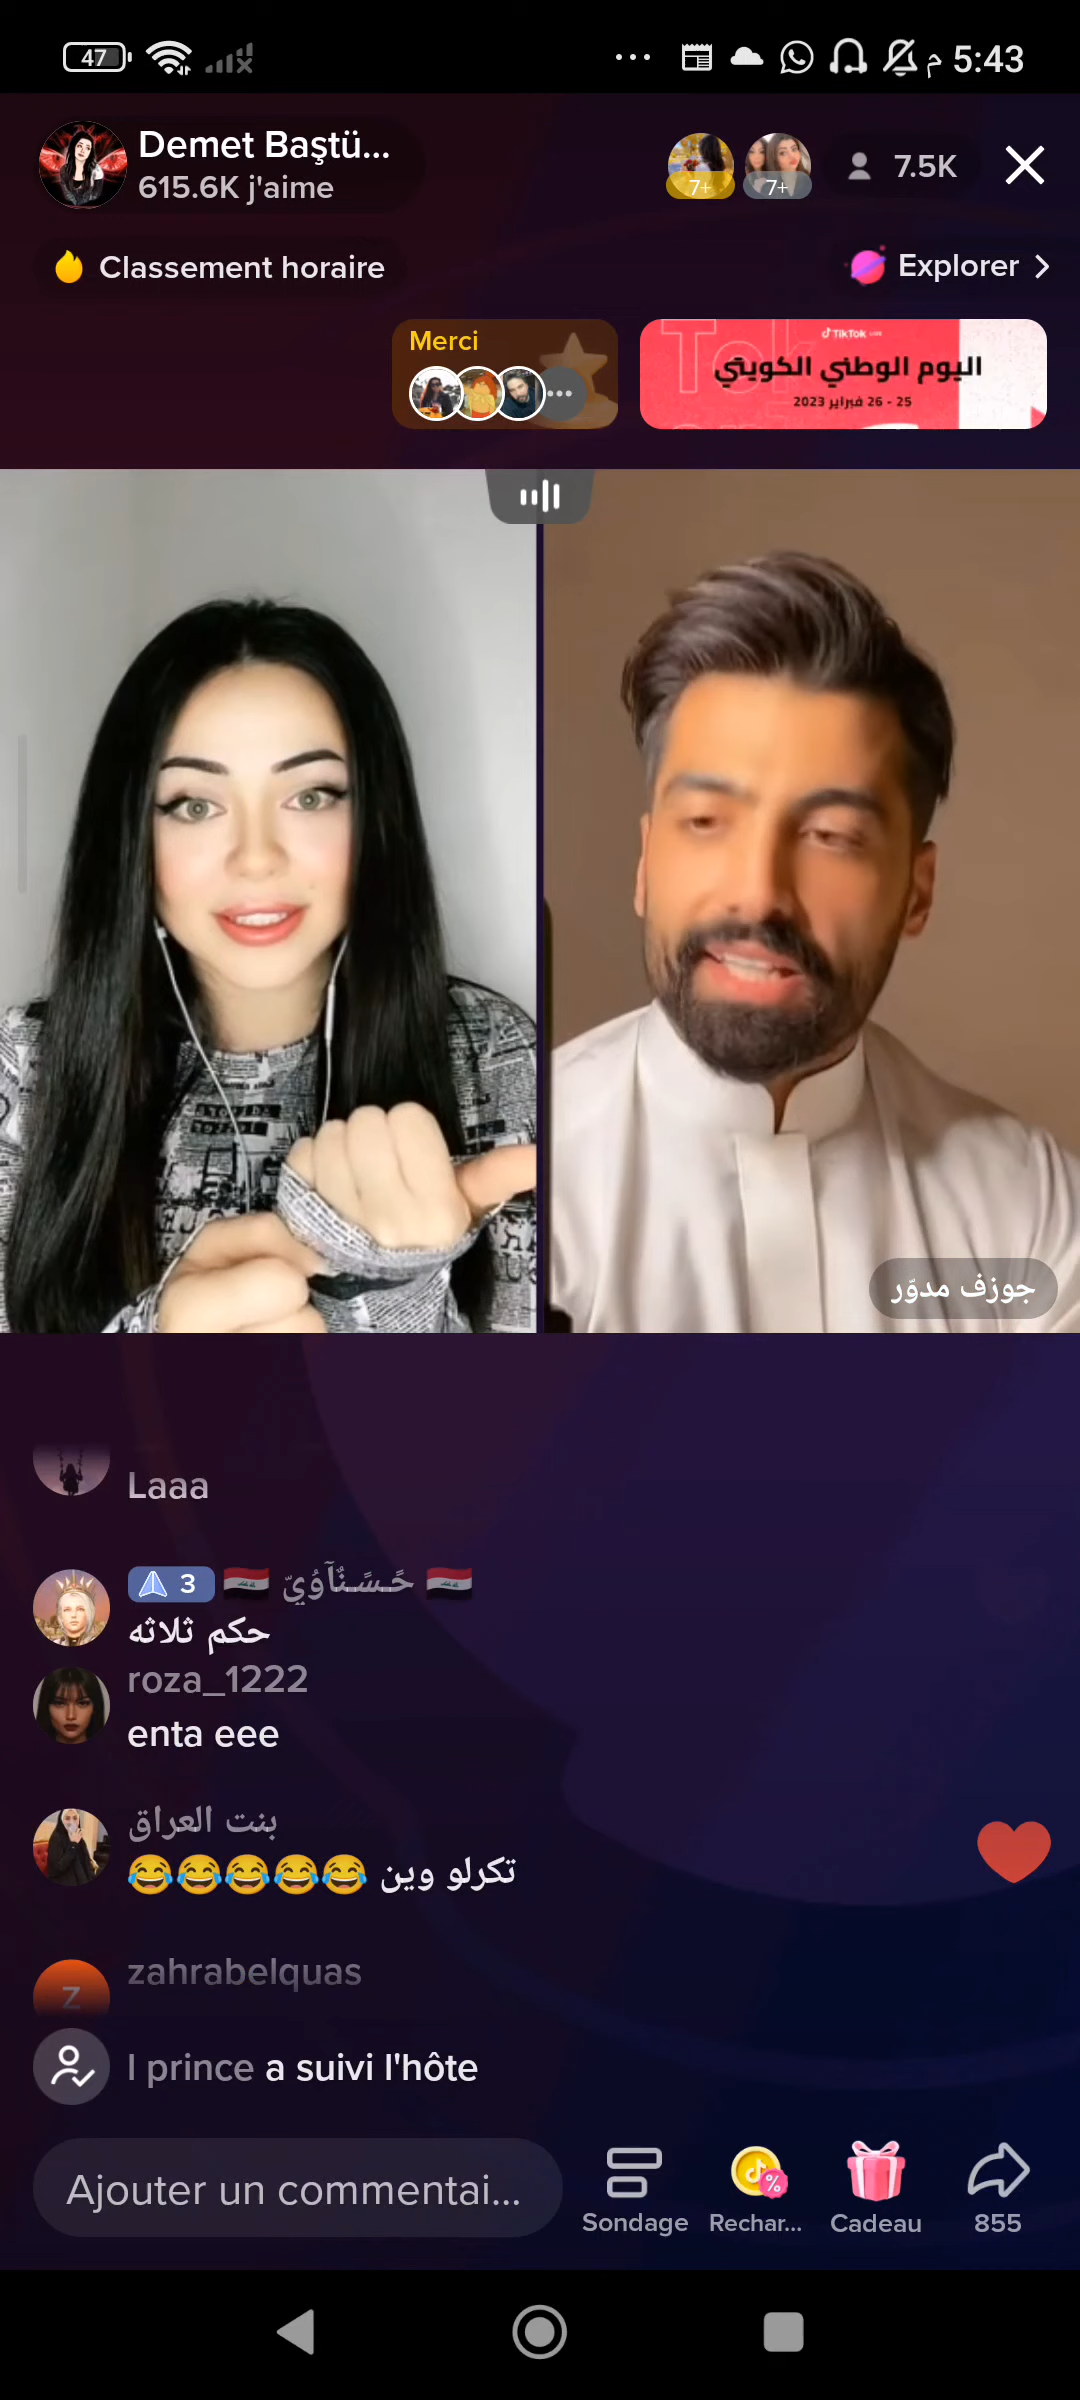 47
... م 5:43
Demet Baştü...
615.6K j'aime
7+
7+
7.5K
Classement horaire
Explorer
Merci
TikTok LIVE
اليوم الوطني الكويتي
25 - 26 فبراير 2023
جوزف مدوّر
Laaa
3
حكم ثلاثه
roza_1222
enta eee
بنت العراق
تكرلو وين 😂😂😂😂😂
zahrabelquas
Z
I prince a suivi l'hôte
Ajouter un commentai...
Sondage
Rechar...
Cadeau
855